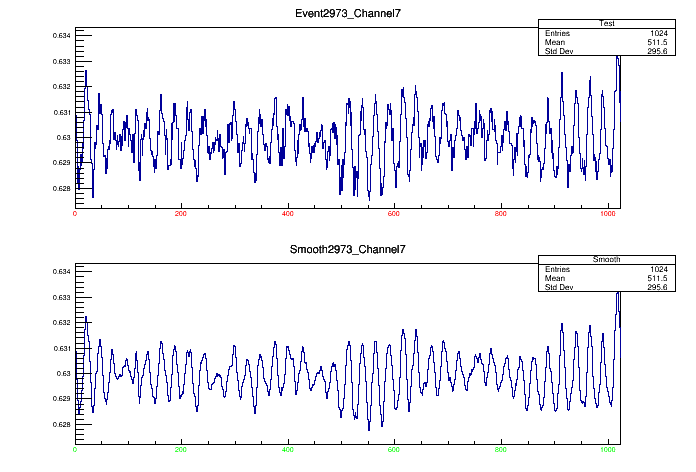 Event2973_Channel7
Test
Entries 1024
Mean 511.5
Std Dev 295.6
0.634
0.633
0.632
0.631
0.63
0.629
0.628
0 200 400 600 800 1000
Smooth2973_Channel7
Smooth
Entries 1024
Mean 511.5
Std Dev 295.6
0.634
0.633
0.632
0.631
0.63
0.629
0.628
0 200 400 600 800 1000